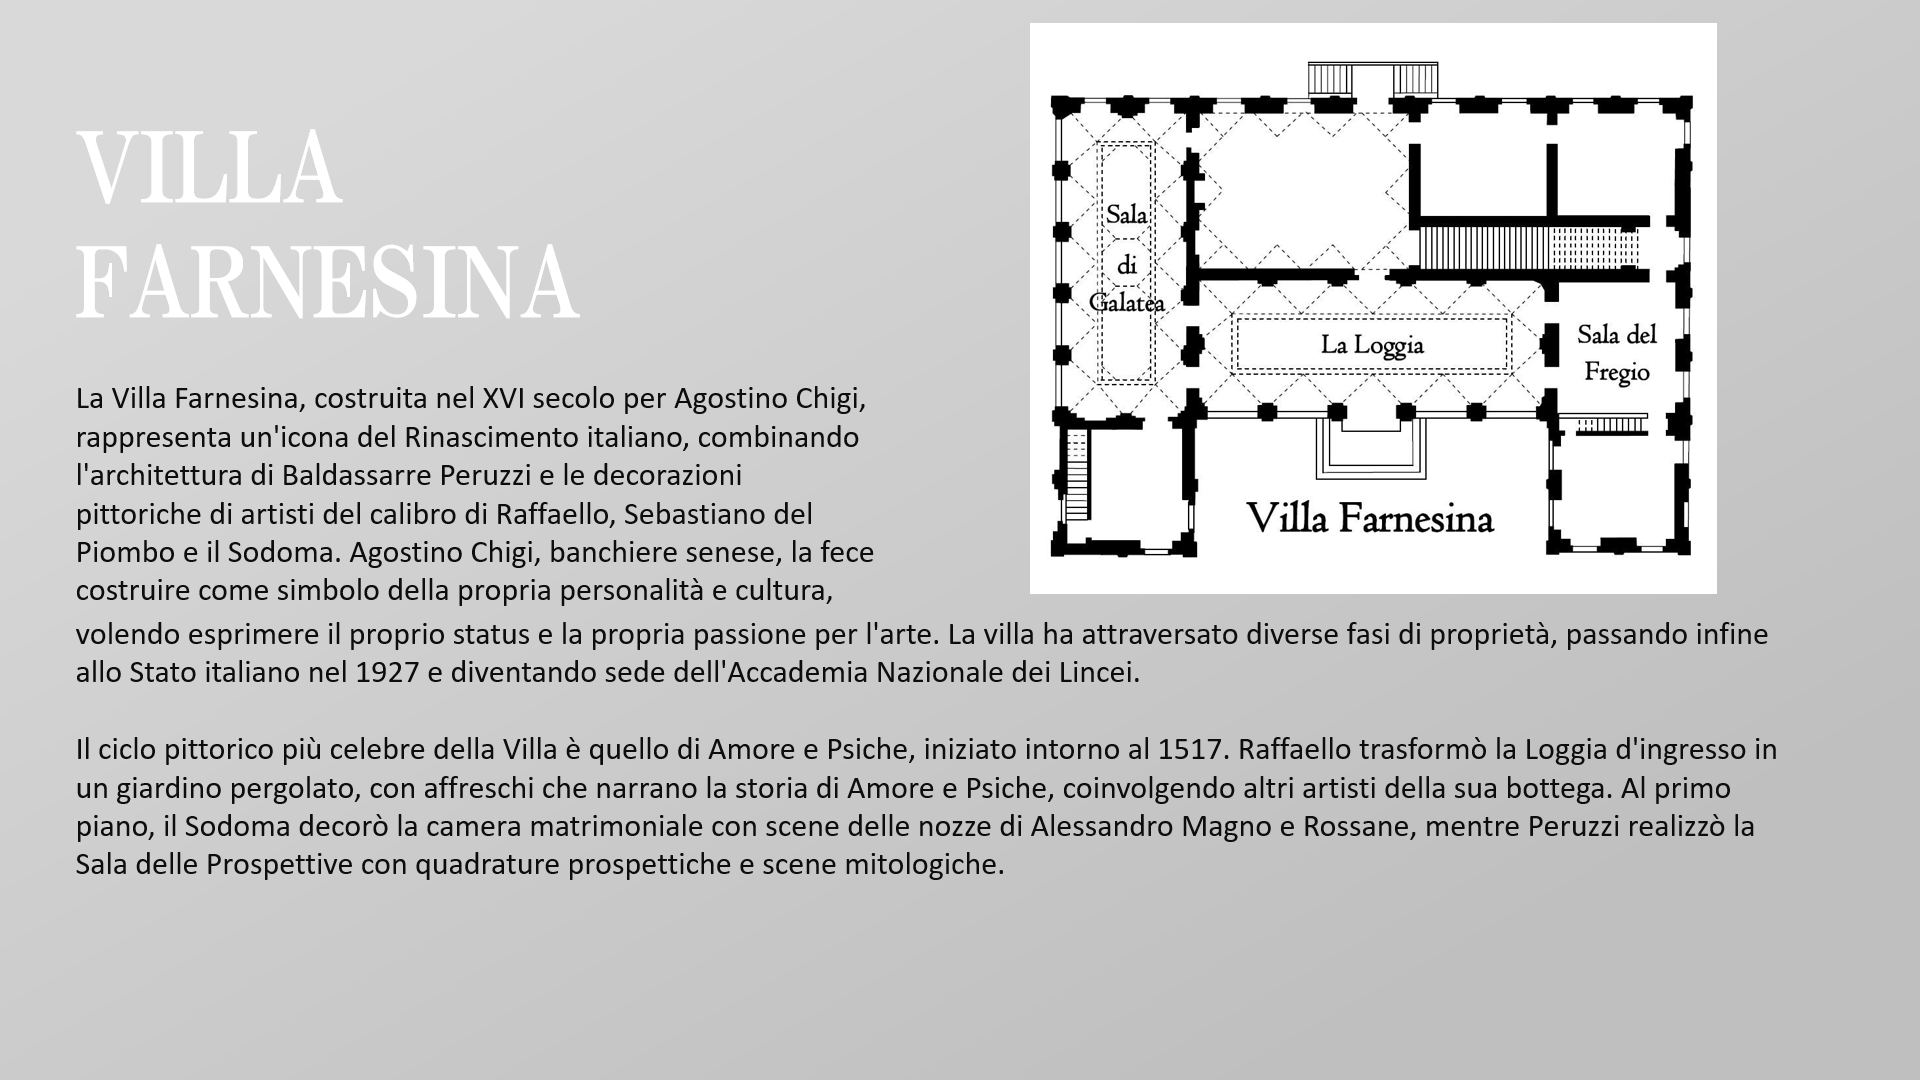 VILLA
FARNESINA
La Villa Farnesina, costruita nel XVI secolo per Agostino Chigi,
rappresenta un'icona del Rinascimento italiano, combinando
l'architettura di Baldassarre Peruzzi e le decorazioni
pittoriche di artisti del calibro di Raffaello, Sebastiano del
Piombo e il Sodoma. Agostino Chigi, banchiere senese, la fece
costruire come simbolo della propria personalità e cultura,
volendo esprimere il proprio status e la propria passione per l'arte. La villa ha attraversato diverse fasi di proprietà, passando infine
allo Stato italiano nel 1927 e diventando sede dell'Accademia Nazionale dei Lincei.
Il ciclo pittorico più celebre della Villa è quello di Amore e Psiche, iniziato intorno al 1517. Raffaello trasformò la Loggia d'ingresso in
un giardino pergolato, con affreschi che narrano la storia di Amore e Psiche, coinvolgendo altri artisti della sua bottega. Al primo
piano, il Sodoma decorò la camera matrimoniale con scene delle nozze di Alessandro Magno e Rossane, mentre Peruzzi realizzò la
Sala delle Prospettive con quadrature prospettiche e scene mitologiche.
Sala
di
Galatea
La Loggia
Sala del
Fregio
Villa Farnesina